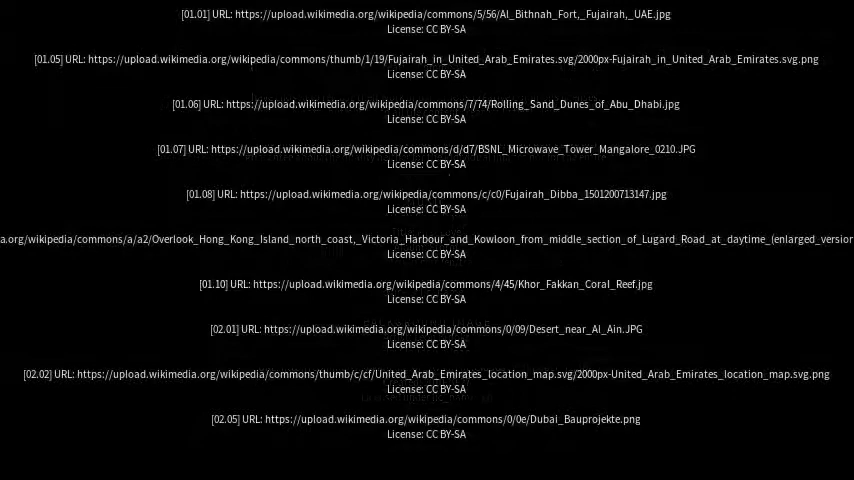 [01.01] URL: https://upload.wikimedia.org/wikipedia/commons/5/56/Al_Bithnah_Fort,_Fujairah,_UAE.jpg
License: CC BY-SA
[01.05] URL: https://upload.wikimedia.org/wikipedia/commons/thumb/1/19/Fujairah_in_United_Arab_Emirates.svg/2000px-Fujairah_in_United_Arab_Emirates.svg.png
License: CC BY-SA
[01.06] URL: https://upload.wikimedia.org/wikipedia/commons/7/74/Rolling_Sand_Dunes_of_Abu_Dhabi.jpg
License: CC BY-SA
[01.07] URL: https://upload.wikimedia.org/wikipedia/commons/d/d7/BSNL_Microwave_Tower_Mangalore_0210.JPG
License: CC BY-SA
[01.08] URL: https://upload.wikimedia.org/wikipedia/commons/c/c0/Fujairah_Dibba_1501200713147.jpg
License: CC BY-SA
a.org/wikipedia/commons/a/a2/Overlook_Hong_Kong_Island_north_coast,_Victoria_Harbour_and_Kowloon_from_middle_section_of_Lugard_Road_at_daytime_(enlarged_version
License: CC BY-SA
[01.10] URL: https://upload.wikimedia.org/wikipedia/commons/4/45/Khor_Fakkan_Coral_Reef.jpg
License: CC BY-SA
[02.01] URL: https://upload.wikimedia.org/wikipedia/commons/0/09/Desert_near_Al_Ain.JPG
License: CC BY-SA
[02.02] URL: https://upload.wikimedia.org/wikipedia/commons/thumb/c/cf/United_Arab_Emirates_location_map.svg/2000px-United_Arab_Emirates_location_map.svg.png
License: CC BY-SA
[02.05] URL: https://upload.wikimedia.org/wikipedia/commons/0/0e/Dubai_Bauprojekte.png
License: CC BY-SA